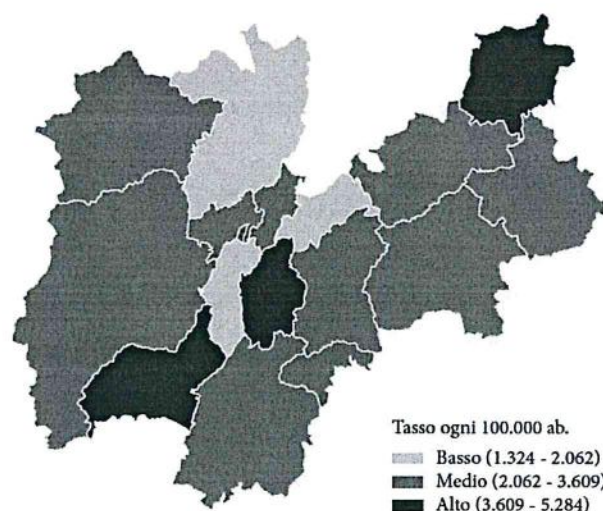 Tasso ogni 100.000 ab.
Basso (1.324 - 2.062)
Medio (2.062 - 3.609)
Alto (3.609 - 5.284)